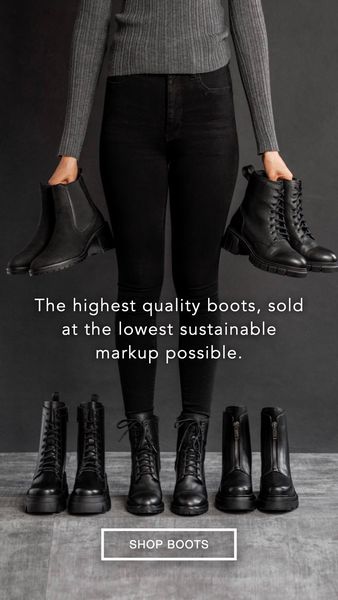 The highest quality boots, sold
at the lowest sustainable
markup possible.
SHOP BOOTS